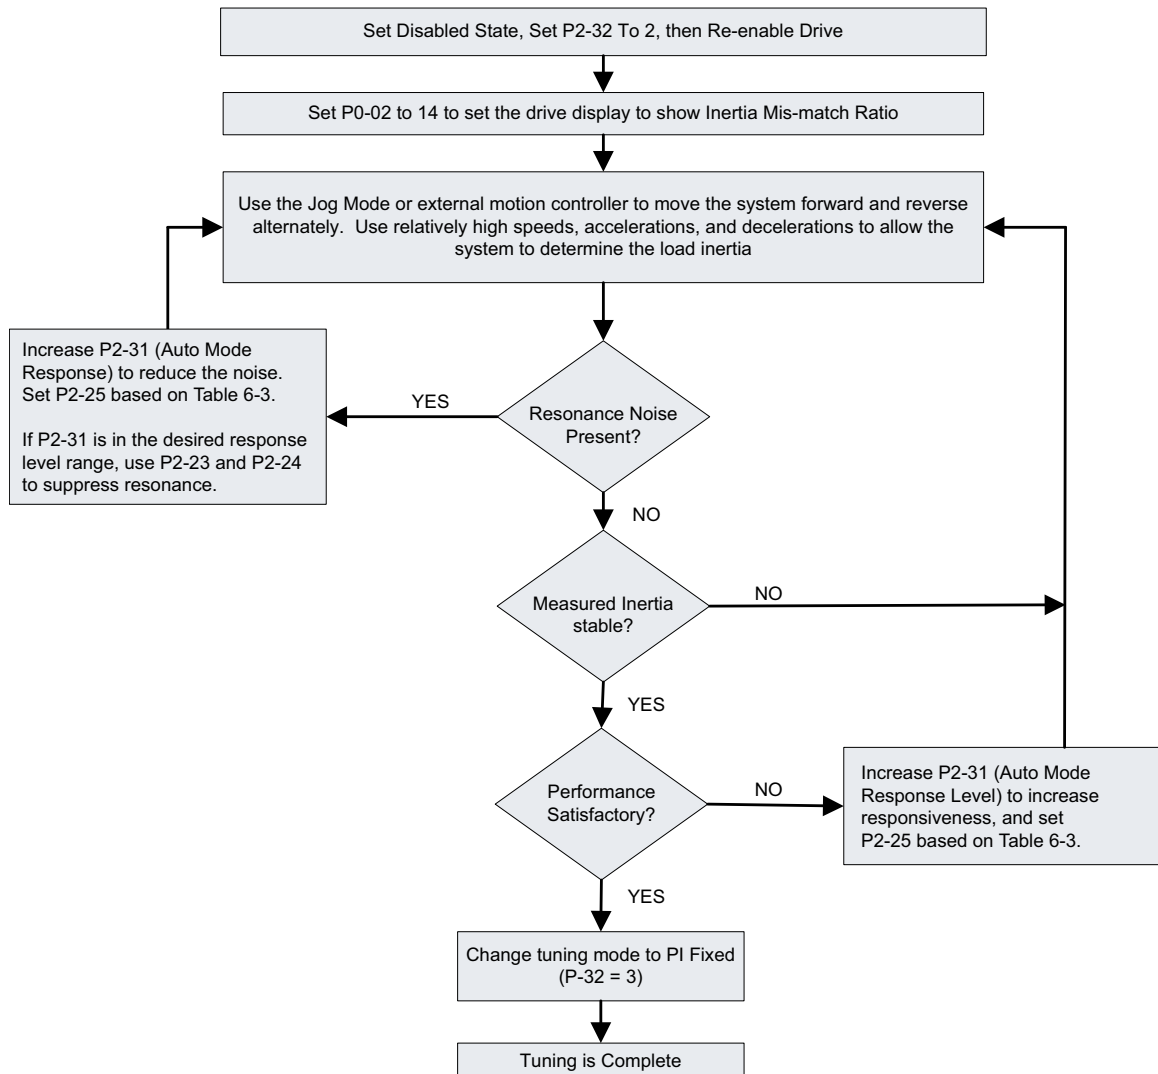 Set Disabled State, Set P2-32 To 2, then Re-enable Drive
Set P0-02 to 14 to set the drive display to show Inertia Mis-match Ratio
Use the Jog Mode or external motion controller to move the system forward and reverse
alternately. Use relatively high speeds, accelerations, and decelerations to allow the
system to determine the load inertia
Increase P2-31 (Auto Mode
Response) to reduce the noise.
Set P2-25 based on Table 6-3.
If P2-31 is in the desired response
level range, use P2-23 and P2-24
to suppress resonance.
YES
Resonance Noise
Present?
NO
Measured Inertia
stable?
NO
YES
Performance
Satisfactory?
NO
Increase P2-31 (Auto Mode
Response Level) to increase
responsiveness, and set
P2-25 based on Table 6-3.
YES
Change tuning mode to PI Fixed
(P-32 = 3)
Tuning is Complete